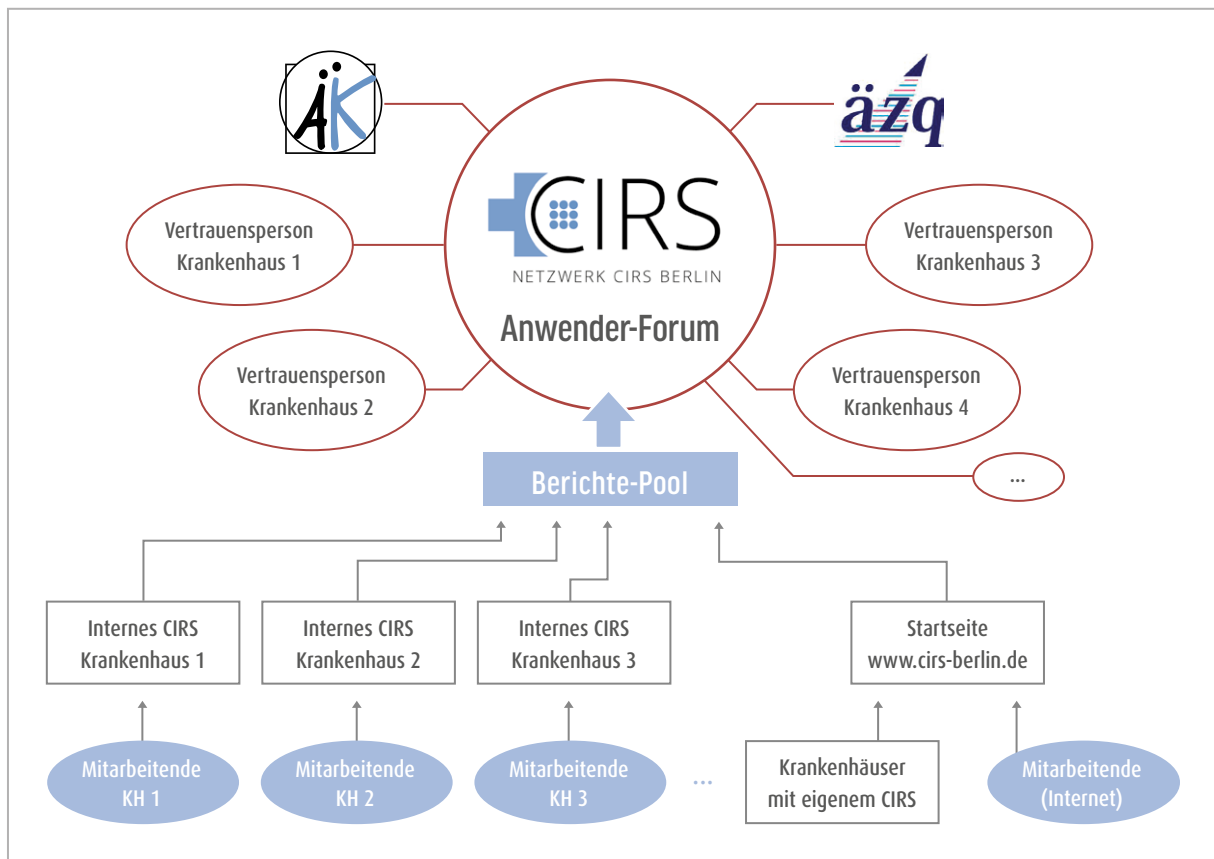 ÄK
äzq
CIRS
NETZWERK CIRS BERLIN
Anwender-Forum
Vertrauensperson
Krankenhaus 1
Vertrauensperson
Krankenhaus 3
Vertrauensperson
Krankenhaus 2
Vertrauensperson
Krankenhaus 4
...
Berichte-Pool
Internes CIRS
Krankenhaus 1
Internes CIRS
Krankenhaus 2
Internes CIRS
Krankenhaus 3
Startseite
www.cirs-berlin.de
Mitarbeitende
KH 1
Mitarbeitende
KH 2
Mitarbeitende
KH 3
...
Krankenhäuser
mit eigenem CIRS
Mitarbeitende
(Internet)